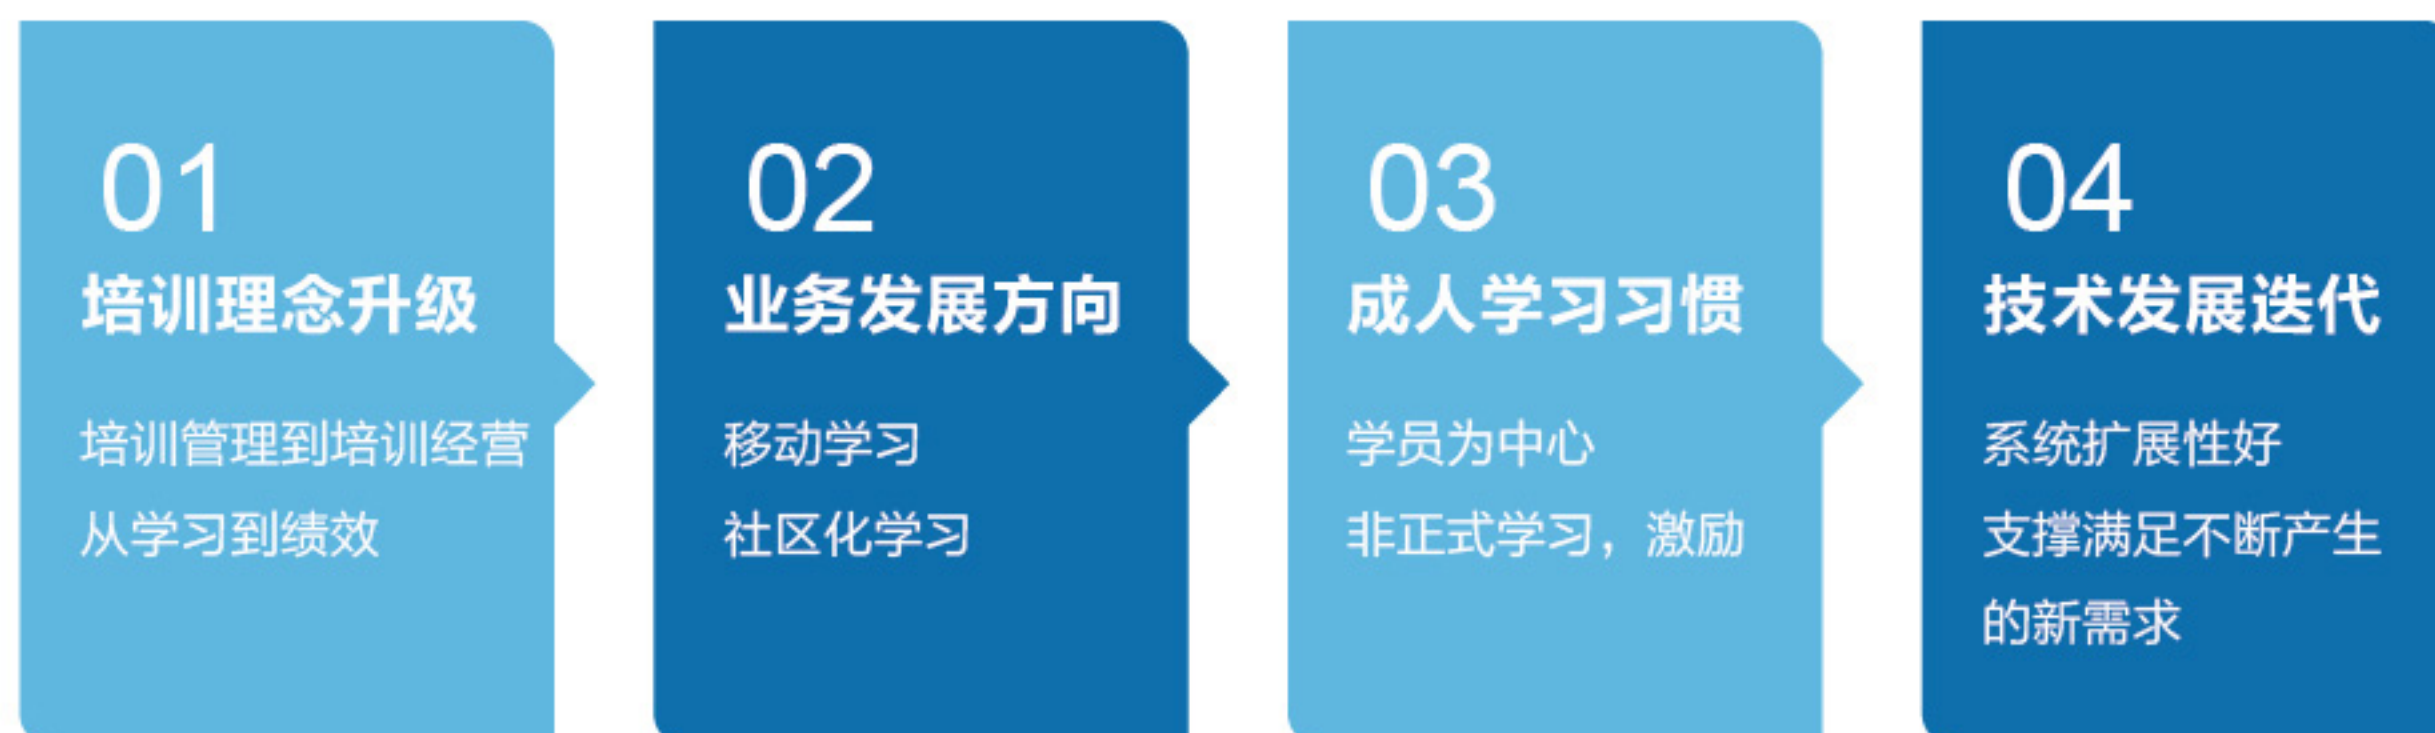 01
培训理念升级
培训管理到培训经营
从学习到绩效
02
业务发展方向
移动学习
社区化学习
03
成人学习习惯
学员为中心
非正式学习，激励
04
技术发展迭代
系统扩展性好
支撑满足不断产生
的新需求